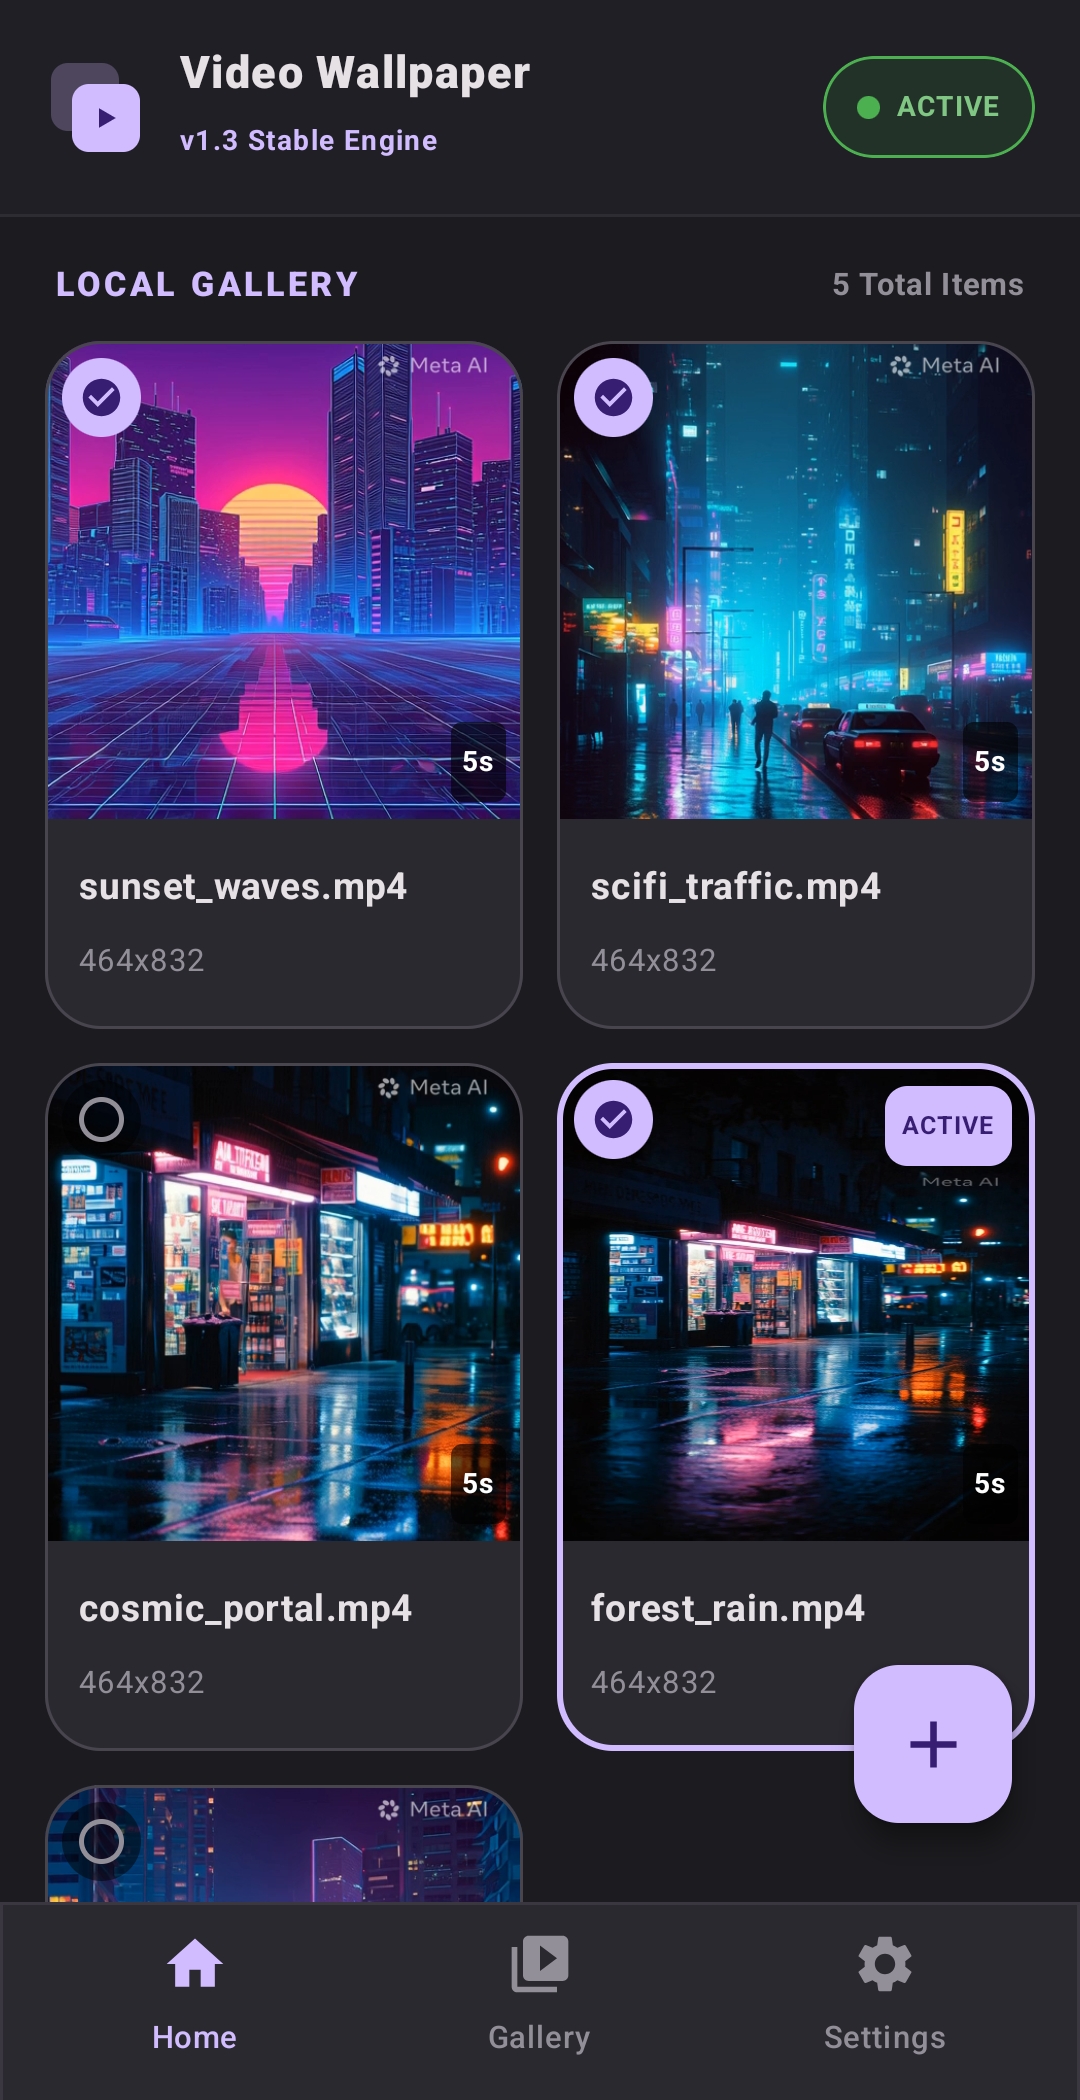 Video Wallpaper
v1.3 Stable Engine
ACTIVE
LOCAL GALLERY
5 Total Items
Meta AI
5s
sunset_waves.mp4
464x832
Meta AI
5s
scifi_traffic.mp4
464x832
Meta AI
5s
cosmic_portal.mp4
464x832
ACTIVE
Meta AI
5s
forest_rain.mp4
464x832
Meta AI
Home
Gallery
Settings